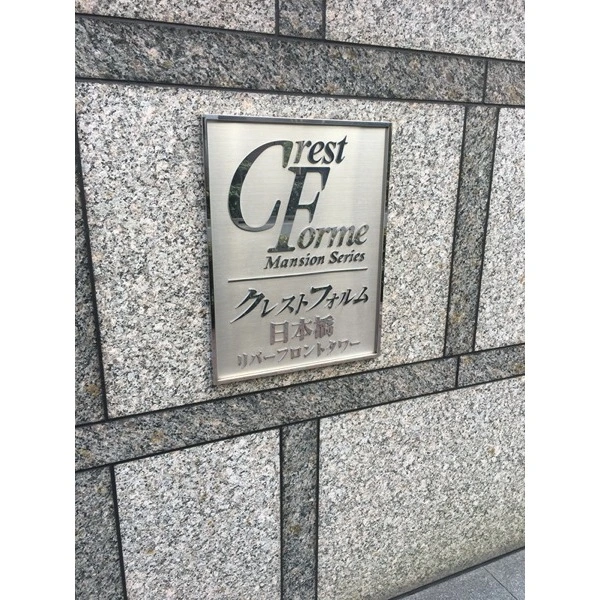 Crest
Forme
Mansion Series
クレストフォルム
日本橋
リバーフロントタワー